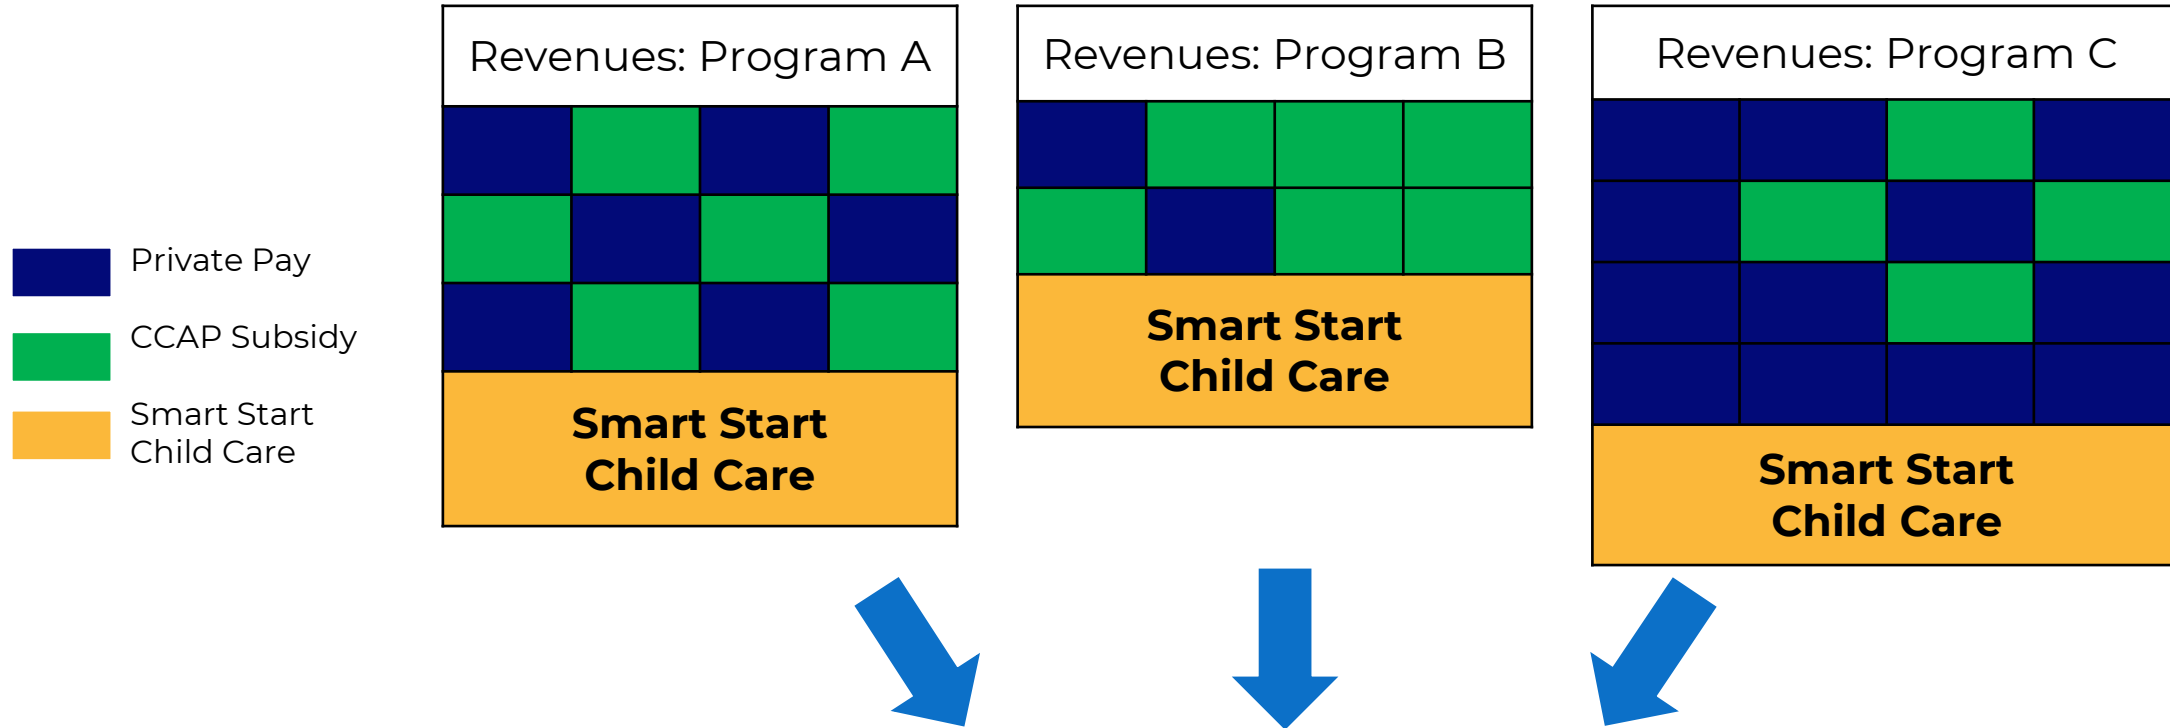 Revenues: Program A
Revenues: Program B
Revenues: Program C
Private Pay
CCAP Subsidy
Smart Start
Child Care
Smart Start
Child Care
Smart Start
Child Care
Smart Start
Child Care